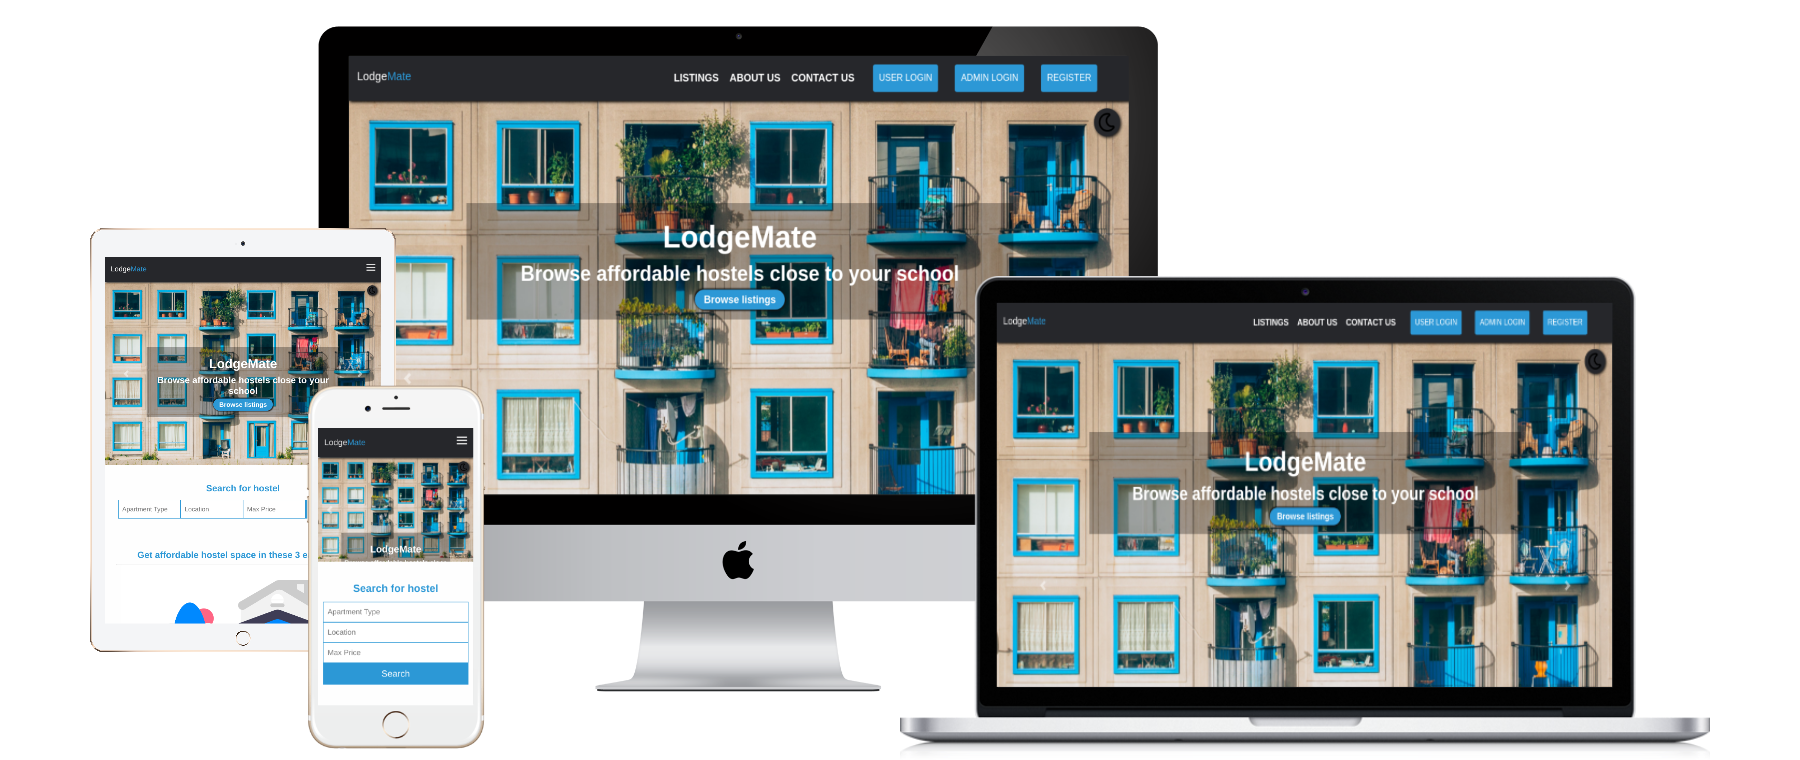 LodgeMate
LISTINGS ABOUT US CONTACT US USER LOGIN ADMIN LOGIN REGISTER
LodgeMate
Browse affordable hostels close to your school
Browse listings
LodgeMate
LodgeMate
Browse affordable hostels close to your
school
Browse listings
Search for hostel
Apartment Type Location Max Price
Get affordable hostel space in these 3 e
LodgeMate
LodgeMate
Search for hostel
Apartment Type
Location
Max Price
Search
LodgeMate
LISTINGS ABOUT US CONTACT US USER LOGIN ADMIN LOGIN REGISTER
LodgeMate
Browse affordable hostels close to your school
Browse listings